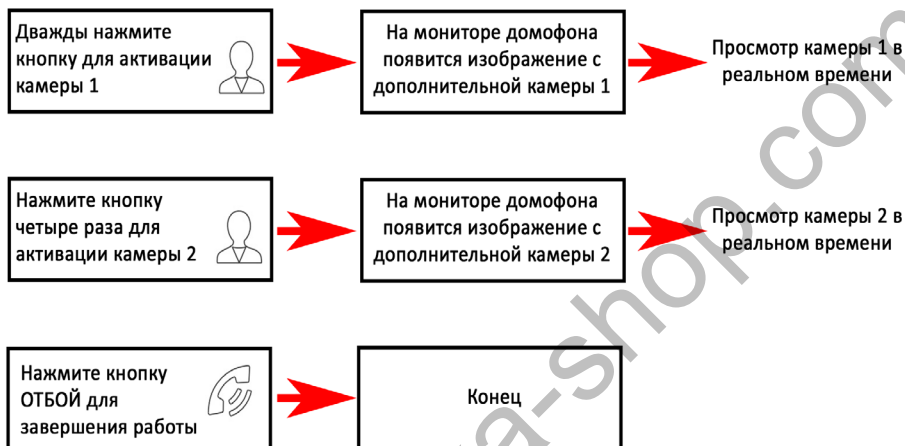 Дважды нажмите
кнопку для активации
камеры 1
На мониторе домофона
появится изображение с
дополнительной камеры 1
Просмотр камеры 1 в
реальном времени
Нажмите кнопку
четыре раза для
активации камеры 2
На мониторе домофона
появится изображение с
дополнительной камеры 2
Просмотр камеры 2 в
реальном времени
Нажмите кнопку
ОТБОЙ для
завершения работы
Конец
a-shop.com